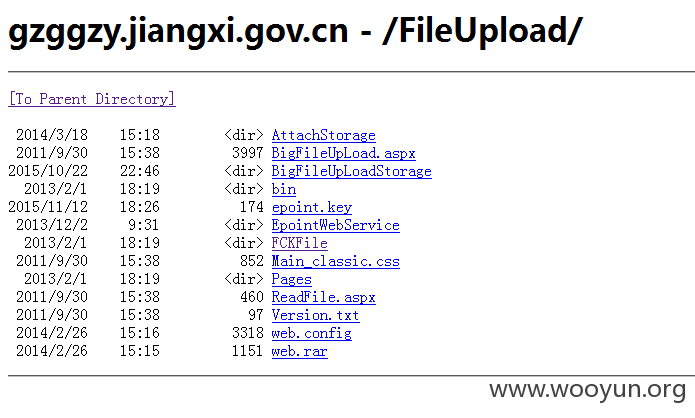 gzggzy.jiangxi.gov.cn - /FileUpload/
[To Parent Directory]
2014/3/18 15:18 <dir> AttachStorage
2011/9/30 15:38 3997 BigFileUpLoad.aspx
2015/10/22 22:46 <dir> BigFileUpLoadStorage
2013/2/1 18:19 <dir> bin
2015/11/12 18:26 174 epoint.key
2013/12/2 9:31 <dir> EpointWebService
2013/2/1 18:19 <dir> FCKFile
2011/9/30 15:38 852 Main_classic.css
2013/2/1 18:19 <dir> Pages
2011/9/30 15:38 460 ReadFile.aspx
2011/9/30 15:38 97 Version.txt
2014/2/26 15:16 3318 web.config
2014/2/26 15:15 1151 web.rar
www.wooyun.org